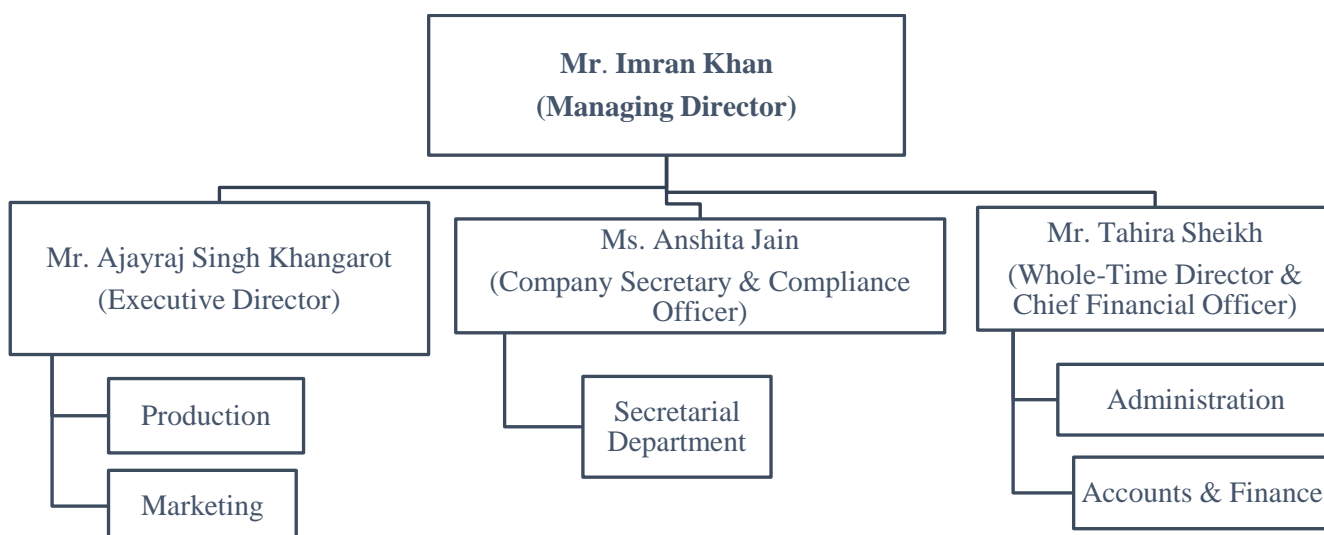 Mr. Imran Khan
(Managing Director)
Mr. Ajayraj Singh Khangarot
(Executive Director)
Production
Marketing
Ms. Anshita Jain
(Company Secretary & Compliance
Officer)
Secretarial
Department
Mr. Tahira Sheikh
(Whole-Time Director &
Chief Financial Officer)
Administration
Accounts & Finance